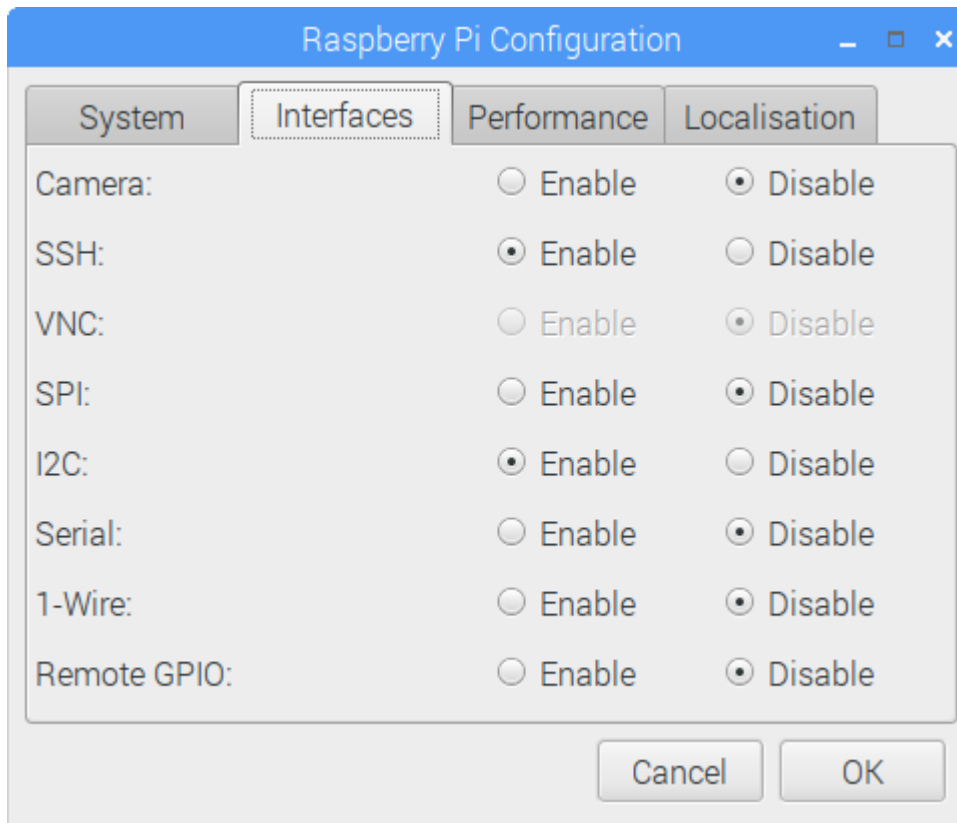 Raspberry Pi Configuration
System Interfaces Performance Localisation
Camera: Enable Disable
SSH: Enable Disable
VNC: Enable Disable
SPI: Enable Disable
I2C: Enable Disable
Serial: Enable Disable
1-Wire: Enable Disable
Remote GPIO: Enable Disable
Cancel OK